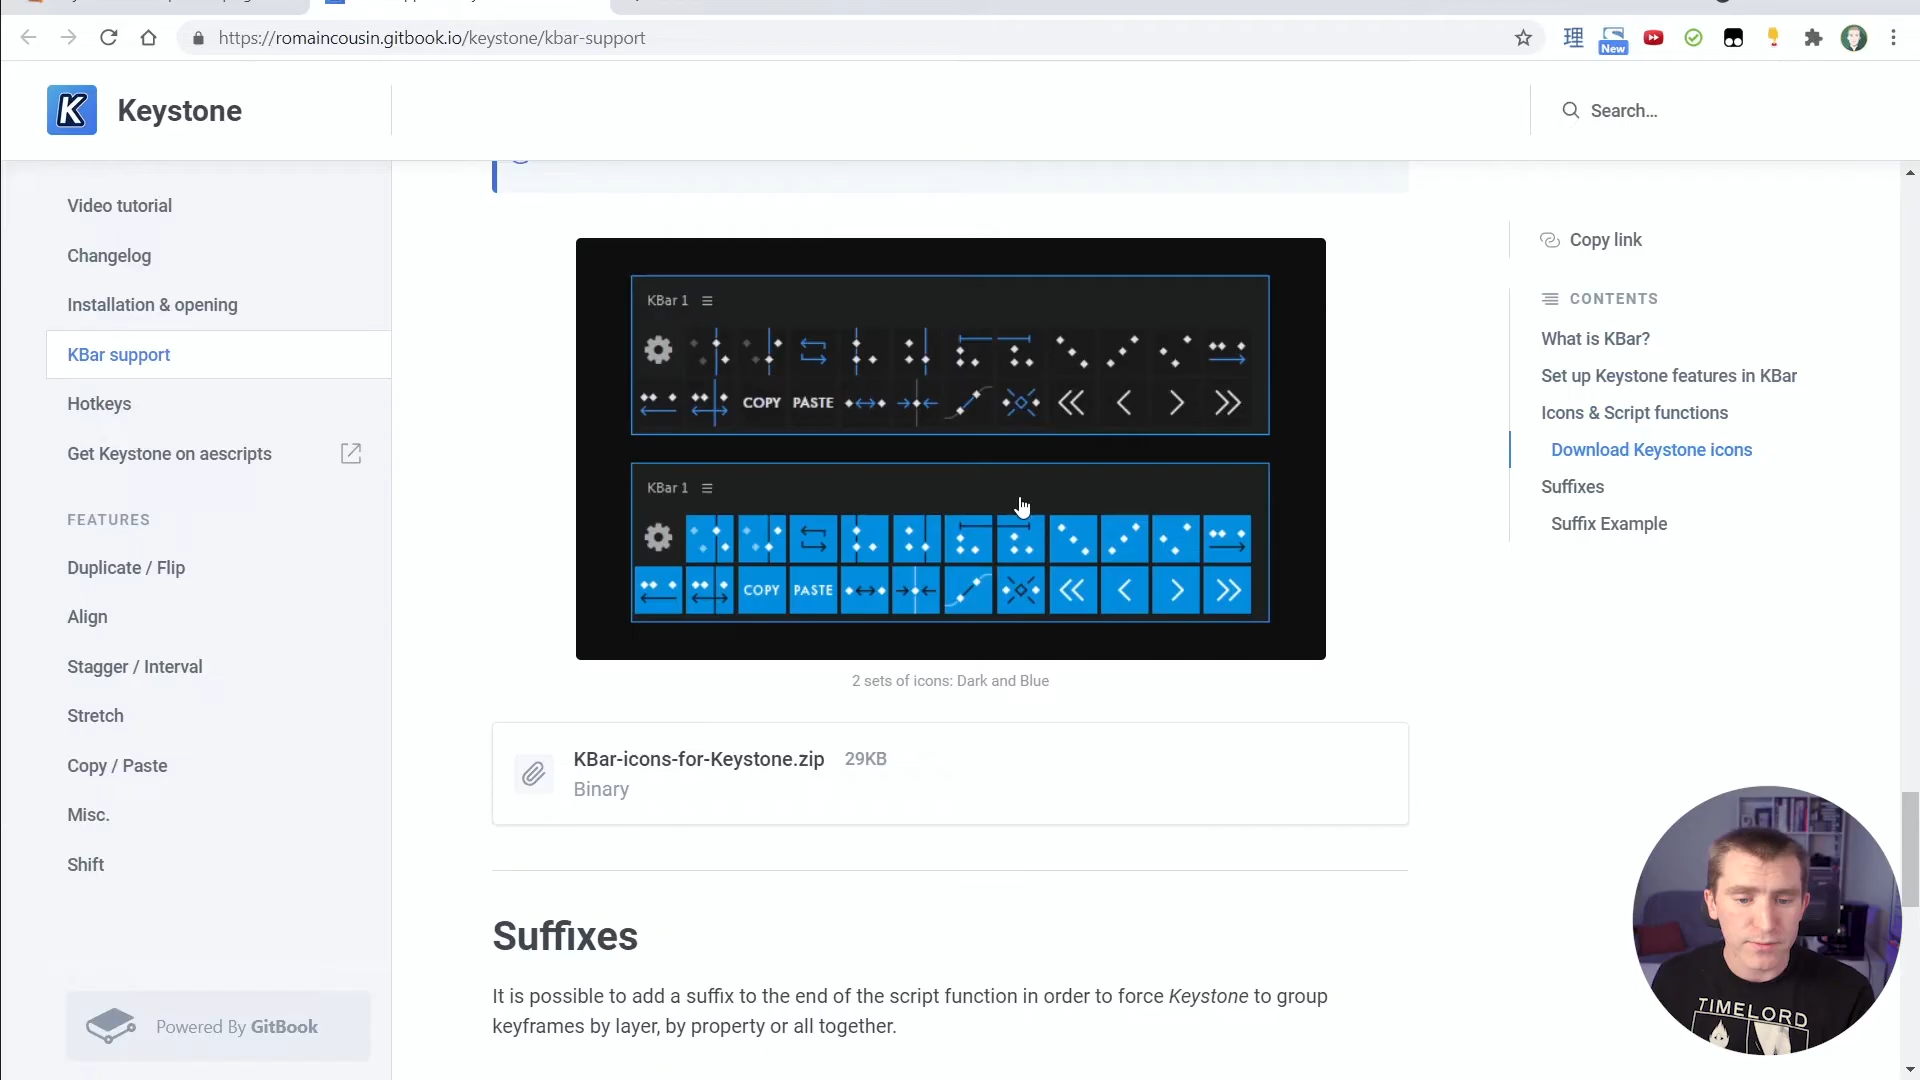 https://romaincousin.gitbook.io/keystone/kbar-support
理
New
K Keystone
Search...
Video tutorial
Changelog
Installation & opening
KBar support
Hotkeys
Get Keystone on aescripts
FEATURES
Duplicate / Flip
Align
Stagger / Interval
Stretch
Copy / Paste
Misc.
Shift
Powered By GitBook
KBar 1
COPY PASTE
KBar 1
COPY PASTE
2 sets of icons: Dark and Blue
KBar-icons-for-Keystone.zip 29KB
Binary
Suffixes
It is possible to add a suffix to the end of the script function in order to force Keystone to group
keyframes by layer, by property or all together.
Copy link
CONTENTS
What is KBar?
Set up Keystone features in KBar
Icons & Script functions
Download Keystone icons
Suffixes
Suffix Example
TIMELORD